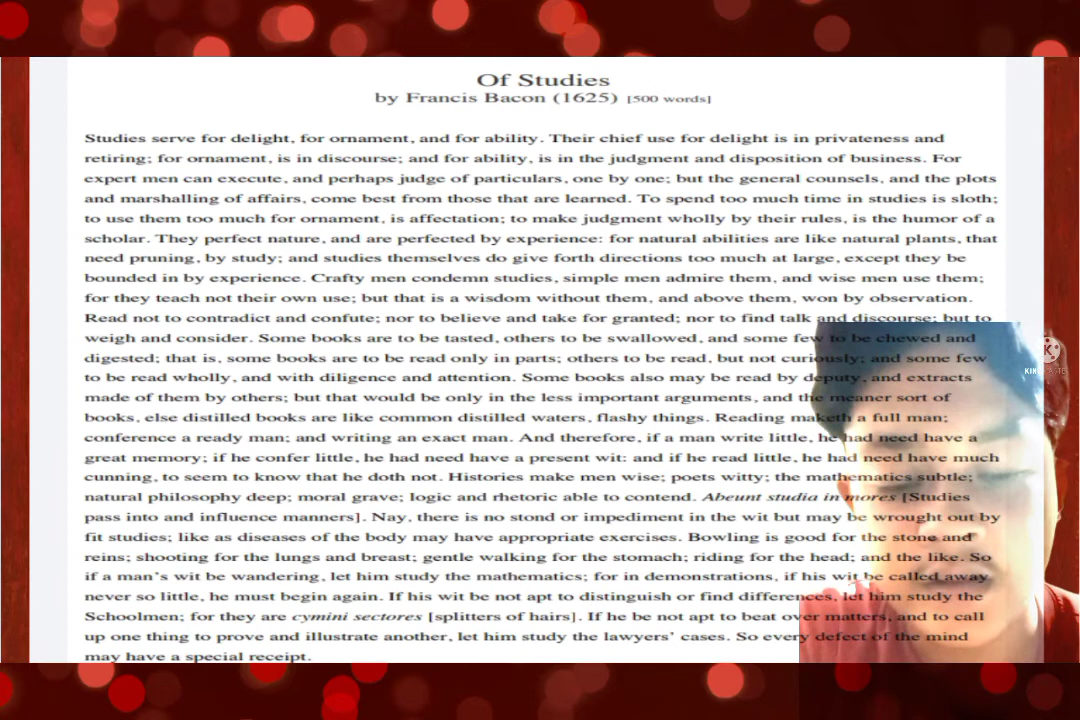 Of Studies
by Francis Bacon (1625) [500 words]
Studies serve for delight, for ornament, and for ability. Their chief use for delight is in privateness and
retiring; for ornament, is in discourse; and for ability, is in the judgment and disposition of business. For
expert men can execute, and perhaps judge of particulars, one by one; but the general counsels, and the plots
and marshalling of affairs, come best from those that are learned. To spend too much time in studies is sloth;
to use them too much for ornament, is affectation; to make judgment wholly by their rules, is the humor of a
scholar. They perfect nature, and are perfected by experience: for natural abilities are like natural plants, that
need pruning, by study; and studies themselves do give forth directions too much at large, except they be
bounded in by experience. Crafty men condemn studies, simple men admire them, and wise men use them;
for they teach not their own use; but that is a wisdom without them, and above them, won by observation.
Read not to contradict and confute; nor to believe and take for granted; nor to find talk and discourse; but to
weigh and consider. Some books are to be tasted, others to be swallowed, and some few to be chewed and
digested; that is, some books are to be read only in parts; others to be read, but not curiously; and some few
to be read wholly, and with diligence and attention. Some books also may be read by deputy, and extracts
made of them by others; but that would be only in the less important arguments, and the meaner sort of
books, else distilled books are like common distilled waters, flashy things. Reading maketh a full man;
conference a ready man; and writing an exact man. And therefore, if a man write little, he had need have a
great memory; if he confer little, he had need have a present wit: and if he read little, he had need have much
cunning, to seem to know that he doth not. Histories make men wise; poets witty; the mathematics subtle;
natural philosophy deep; moral grave; logic and rhetoric able to contend. Abeunt studia in mores [Studies
pass into and influence manners]. Nay, there is no stond or impediment in the wit but may be wrought out by
fit studies; like as diseases of the body may have appropriate exercises. Bowling is good for the stone and
reins; shooting for the lungs and breast; gentle walking for the stomach; riding for the head; and the like. So
if a man's wit be wandering, let him study the mathematics; for in demonstrations, if his wit be called away
never so little, he must begin again. If his wit be not apt to distinguish or find differences, let him study the
Schoolmen; for they are cymini sectores [splitters of hairs]. If he be not apt to beat over matters, and to call
up one thing to prove and illustrate another, let him study the lawyers' cases. So every defect of the mind
may have a special receipt.